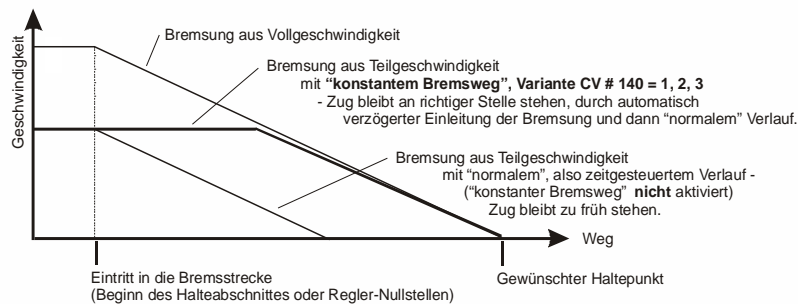 Geschwindigkeit
Bremsung aus Vollgeschwindigkeit
Bremsung aus Teilgeschwindigkeit
mit “konstantem Bremsweg”, Variante CV # 140 = 1, 2, 3
- Zug bleibt an richtiger Stelle stehen, durch automatisch
verzögerter Einleitung der Bremsung und dann “normalem” Verlauf.
Bremsung aus Teilgeschwindigkeit
mit “normalem”, also zeitgesteuertem Verlauf -
(“konstanter Bremsweg” nicht aktiviert)
Zug bleibt zu früh stehen.
Weg
Eintritt in die Bremsstrecke
(Beginn des Halteabschnittes oder Regler-Nullstellen)
Gewünschter Haltepunkt